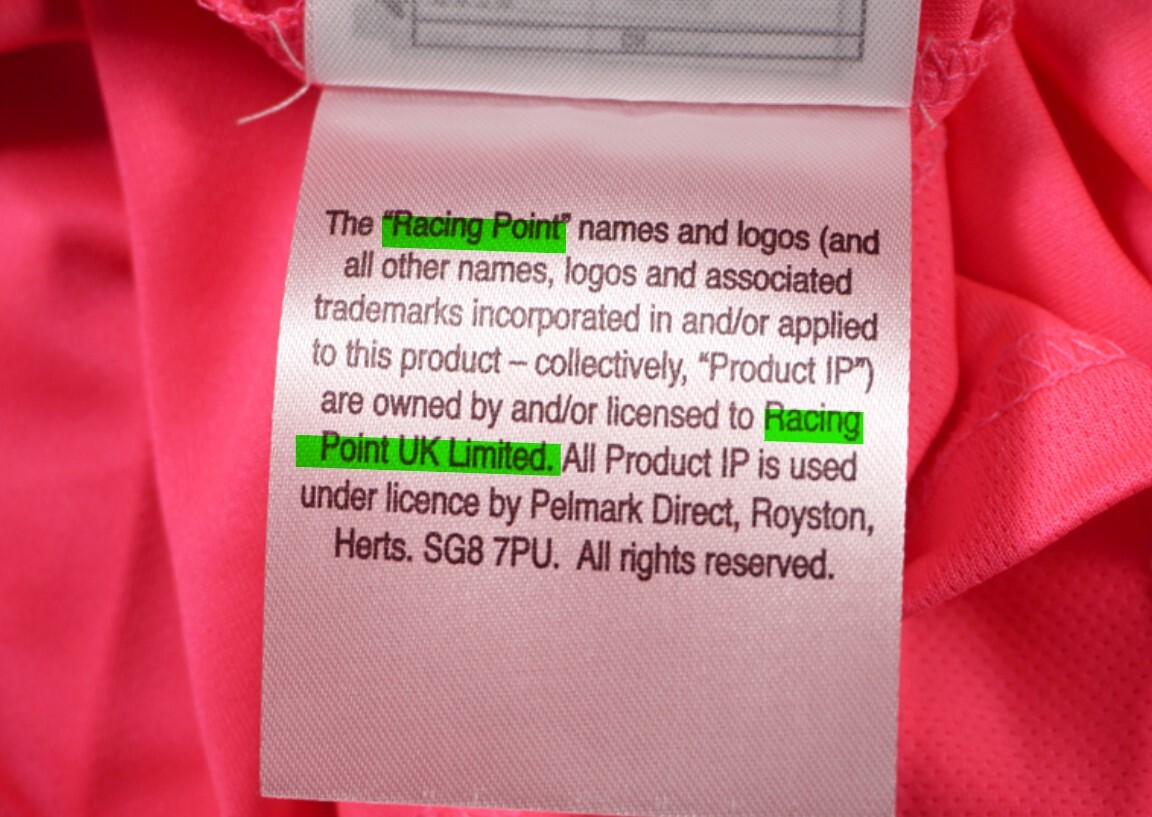 The “Racing Point” names and logos (and
all other names, logos and associated
trademarks incorporated in and/or applied
to this product – collectively, “Product IP”)
are owned by and/or licensed to Racing
Point UK Limited. All Product IP is used
under licence by Pelmark Direct, Royston,
Herts. SG8 7PU. All rights reserved.